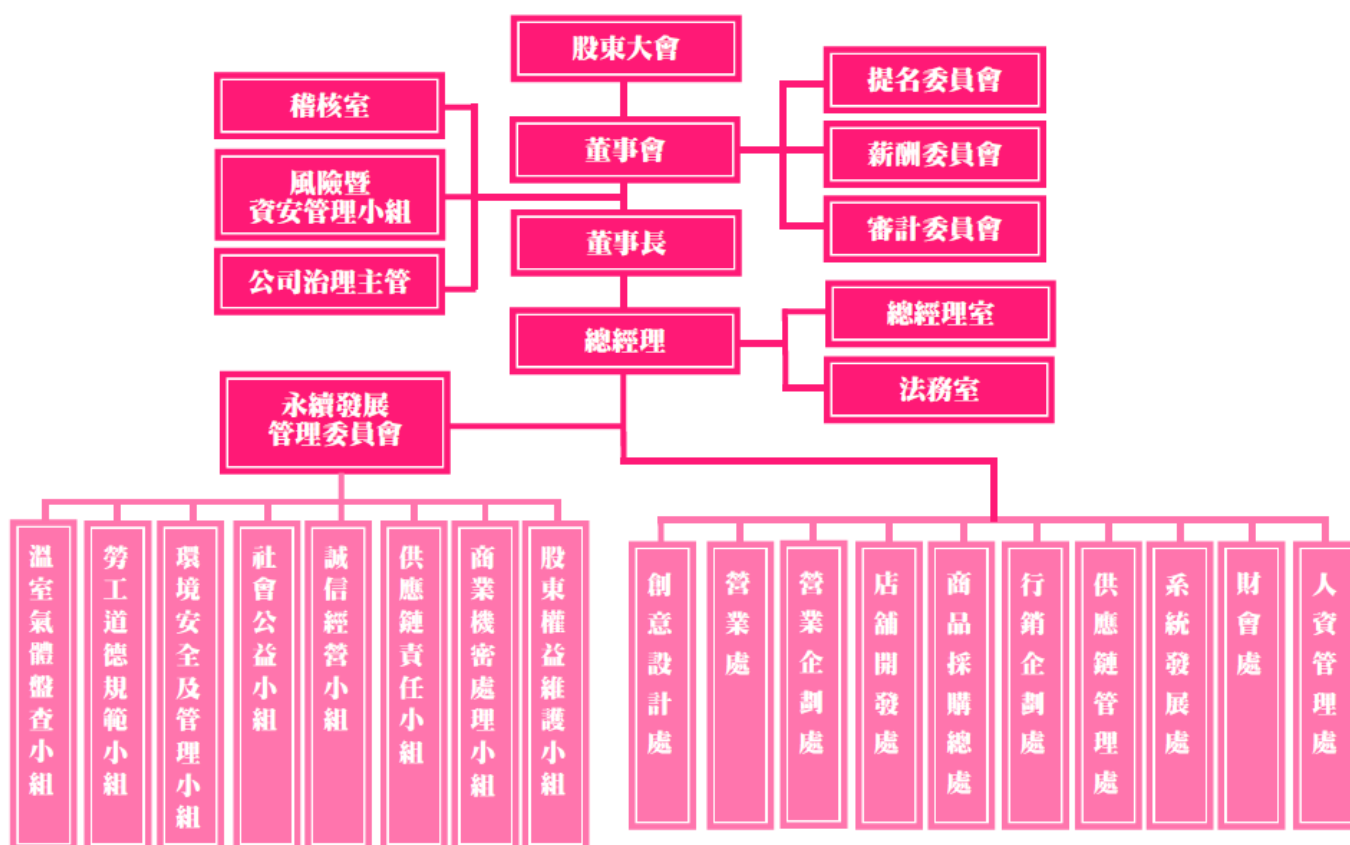 股東大會
提名委員會
稽核室
董事會
薪酬委員會
風險暨
資安管理小組
董事長
審計委員會
公司治理主管
總經理
總經理室
法務室
永續發展
管理委員會
溫室氣體盤查小組
勞工道德規範小組
環境安全及管理小組
社會公益小組
誠信經營小組
供應鏈責任小組
商業機密處理小組
股東權益維護小組
創意設計處
營業處
營業企劃處
店舖開發處
商品採購總處
行銷企劃處
供應鏈管理處
系統發展處
財會處
人資管理處